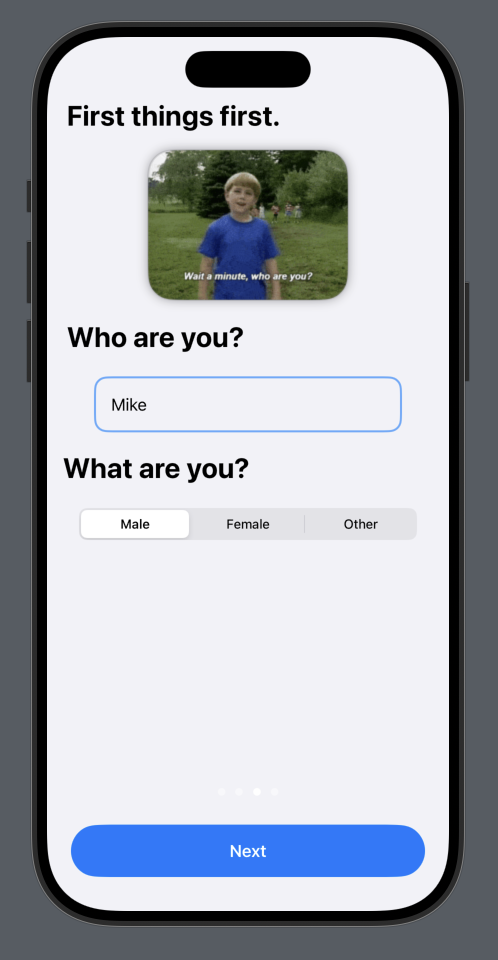 First things first.
Wait a minute, who are you?
Who are you?
Mike
What are you?
Male Female Other
Next